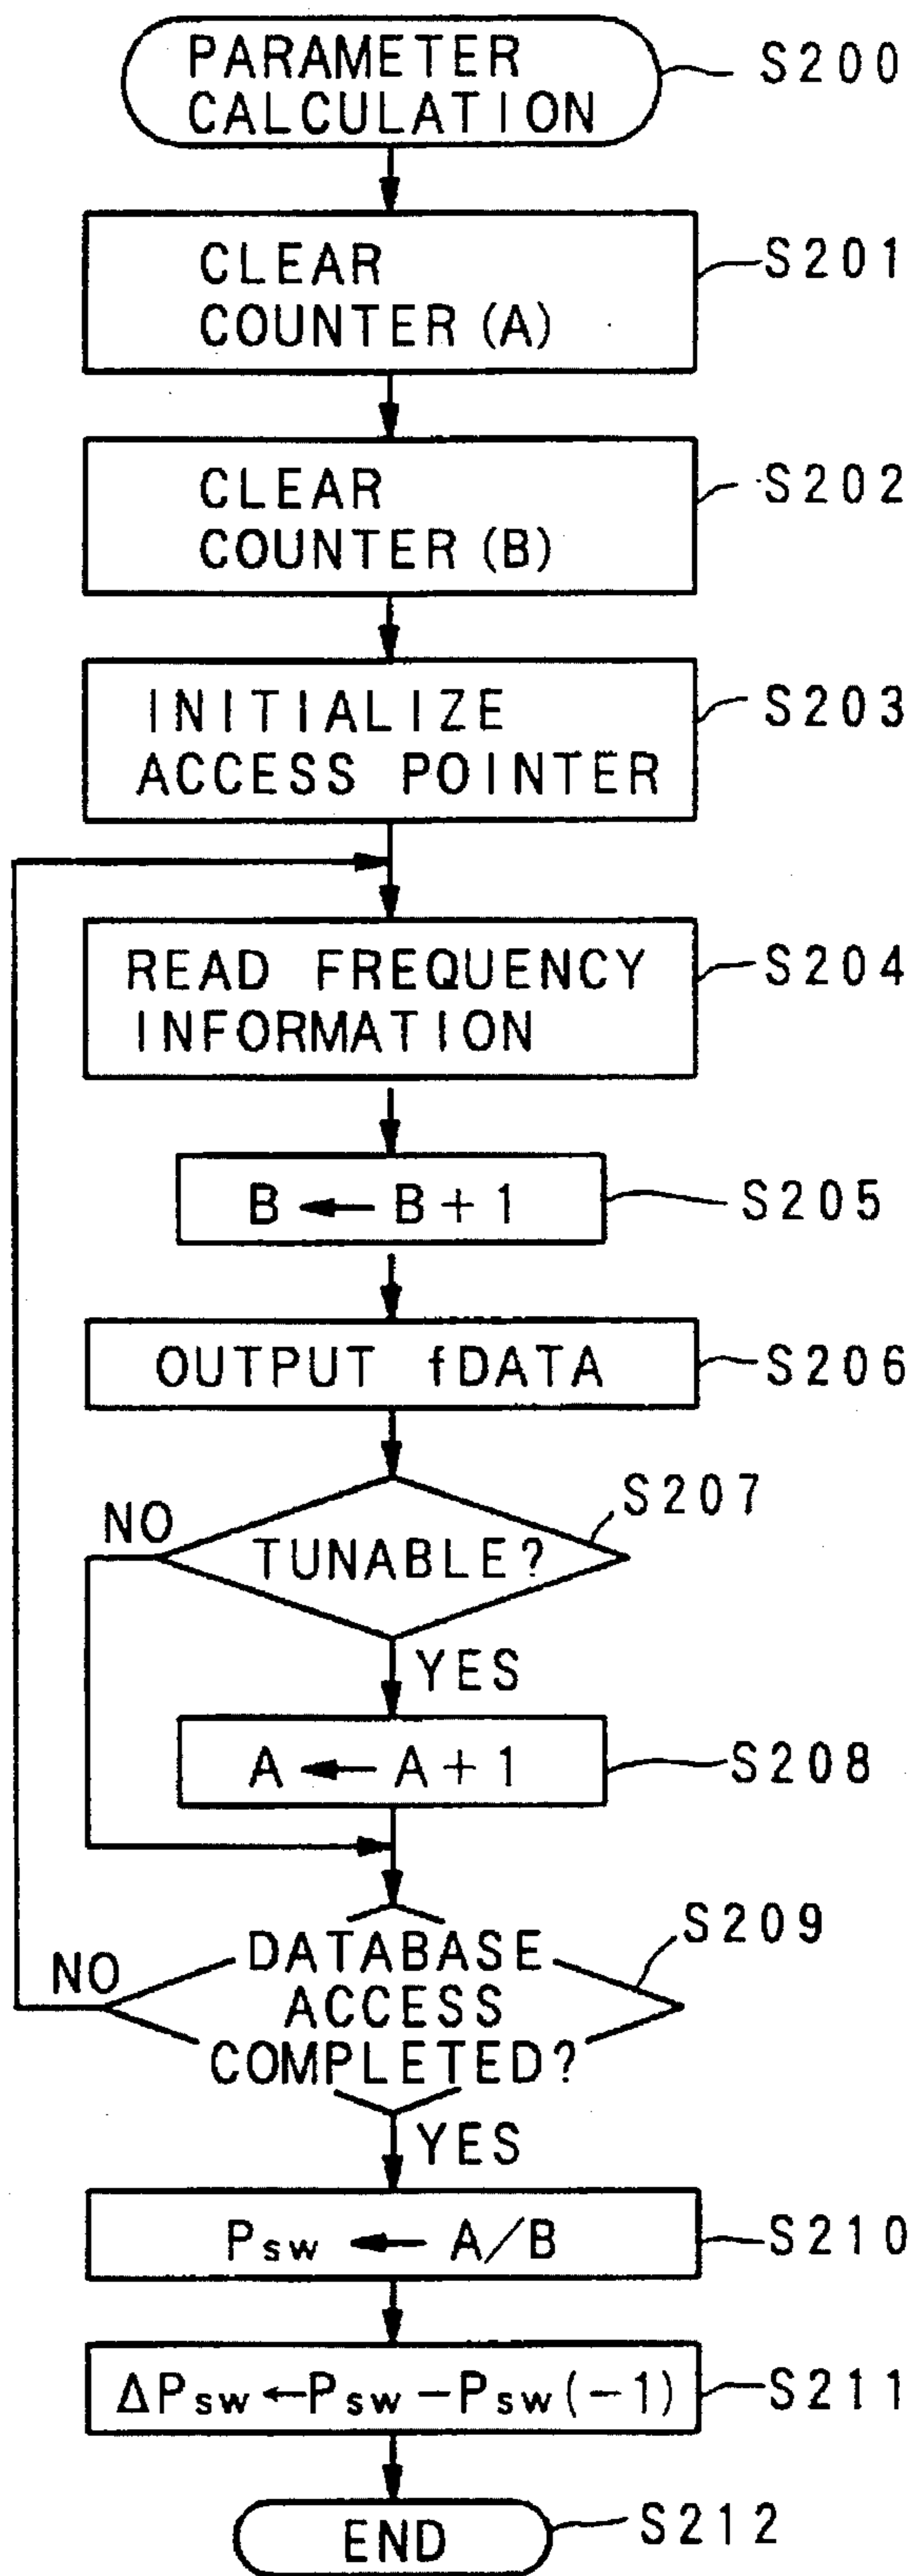 PARAMETER
CALCULATION
S200
CLEAR
COUNTER (A)
S201
CLEAR
COUNTER (B)
S202
INITIALIZE
ACCESS POINTER
S203
READ FREQUENCY
INFORMATION
S204
B ← B + 1
S205
OUTPUT fDATA
S206
TUNABLE?
S207
NO
YES
A ← A + 1
S208
DATABASE
ACCESS
COMPLETED?
S209
NO
YES
Psw ← A/B
S210
ΔPsw ← Psw – Psw (–1)
S211
END
S212